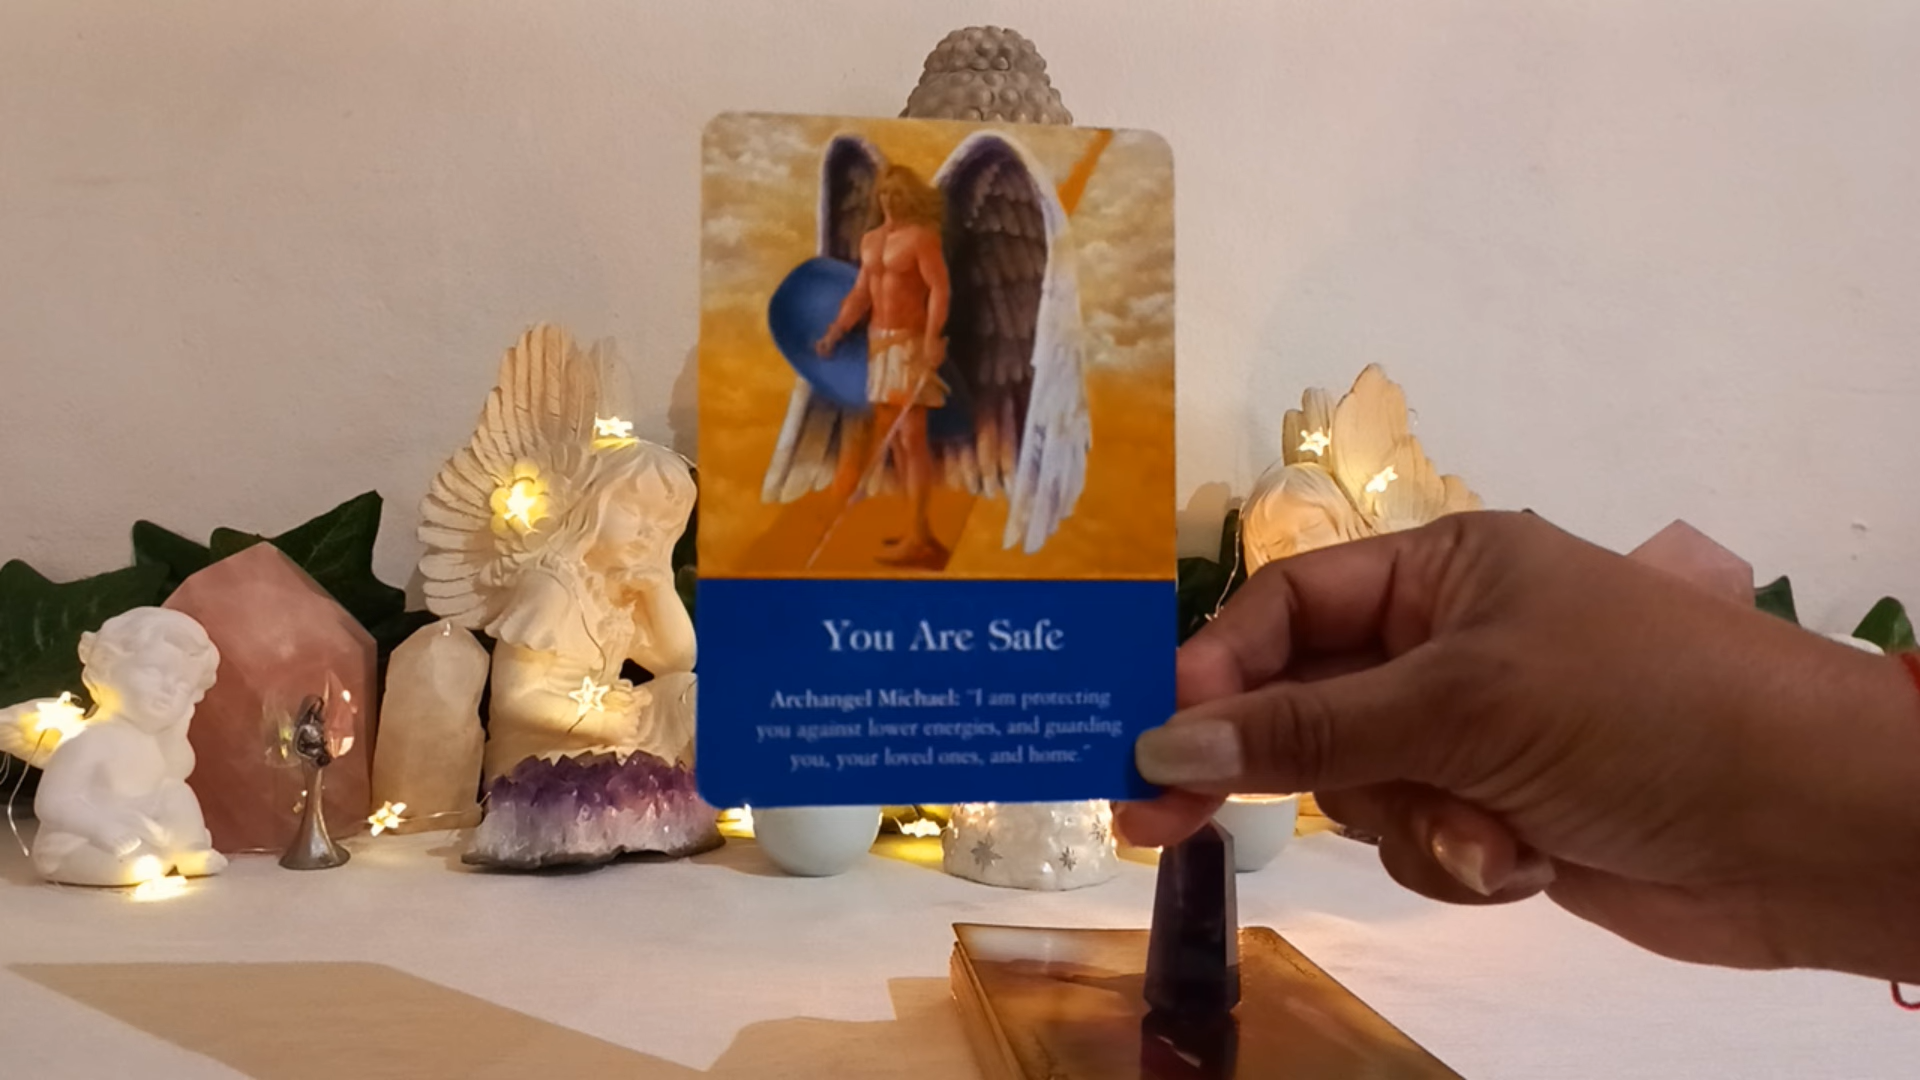 You Are Safe
Archangel Michael: "I am protecting
you against lower energies, and guarding
you, your loved ones, and home."